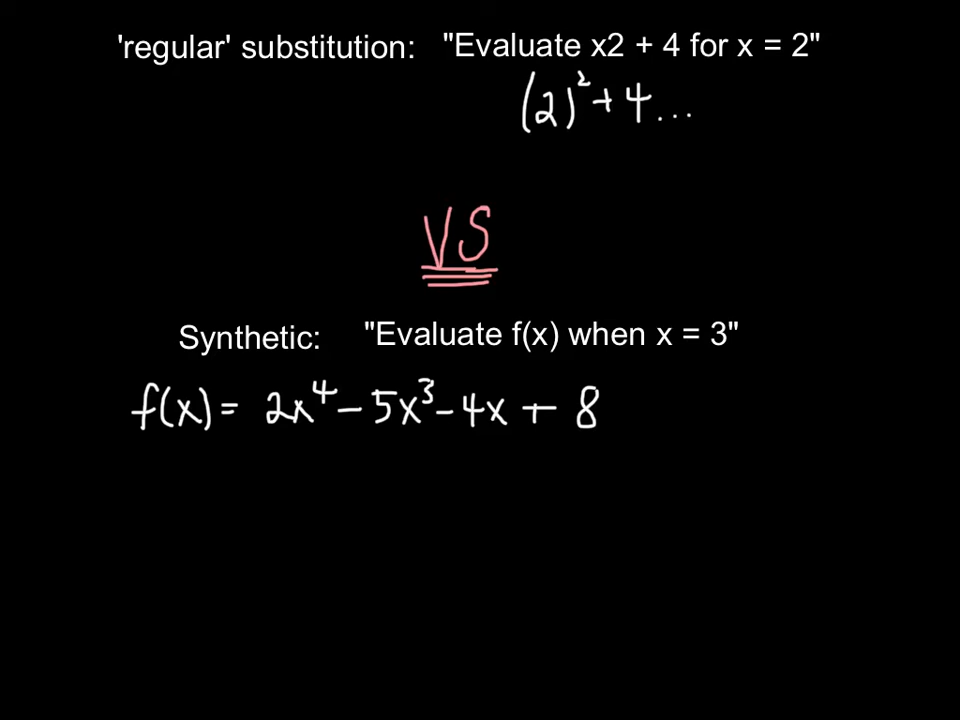 'regular' substitution: "Evaluate x2 + 4 for x = 2"
(2)² + 4 ...
VS
Synthetic: "Evaluate f(x) when x = 3"
f(x) = 2x⁴ - 5x³ - 4x + 8